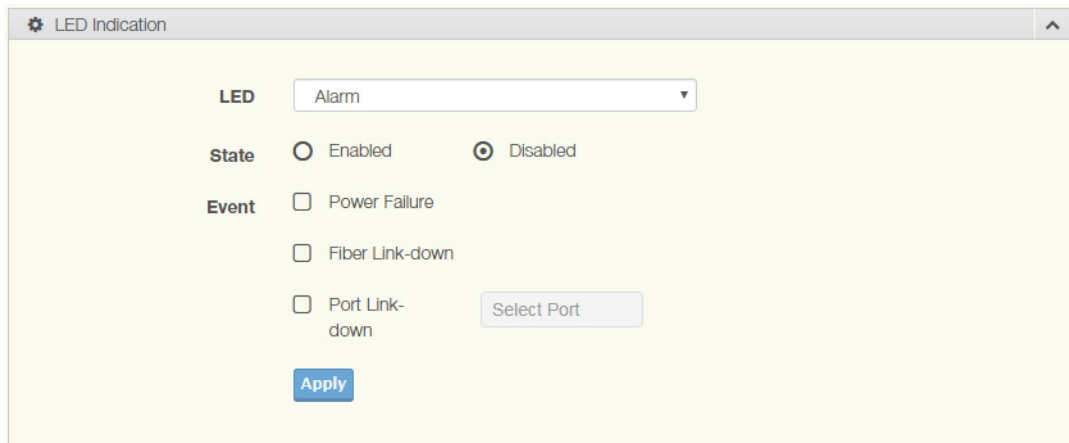 LED Indication
LED Alarm
State Enabled Disabled
Event Power Failure
Fiber Link-down
Port Link-
down Select Port
Apply